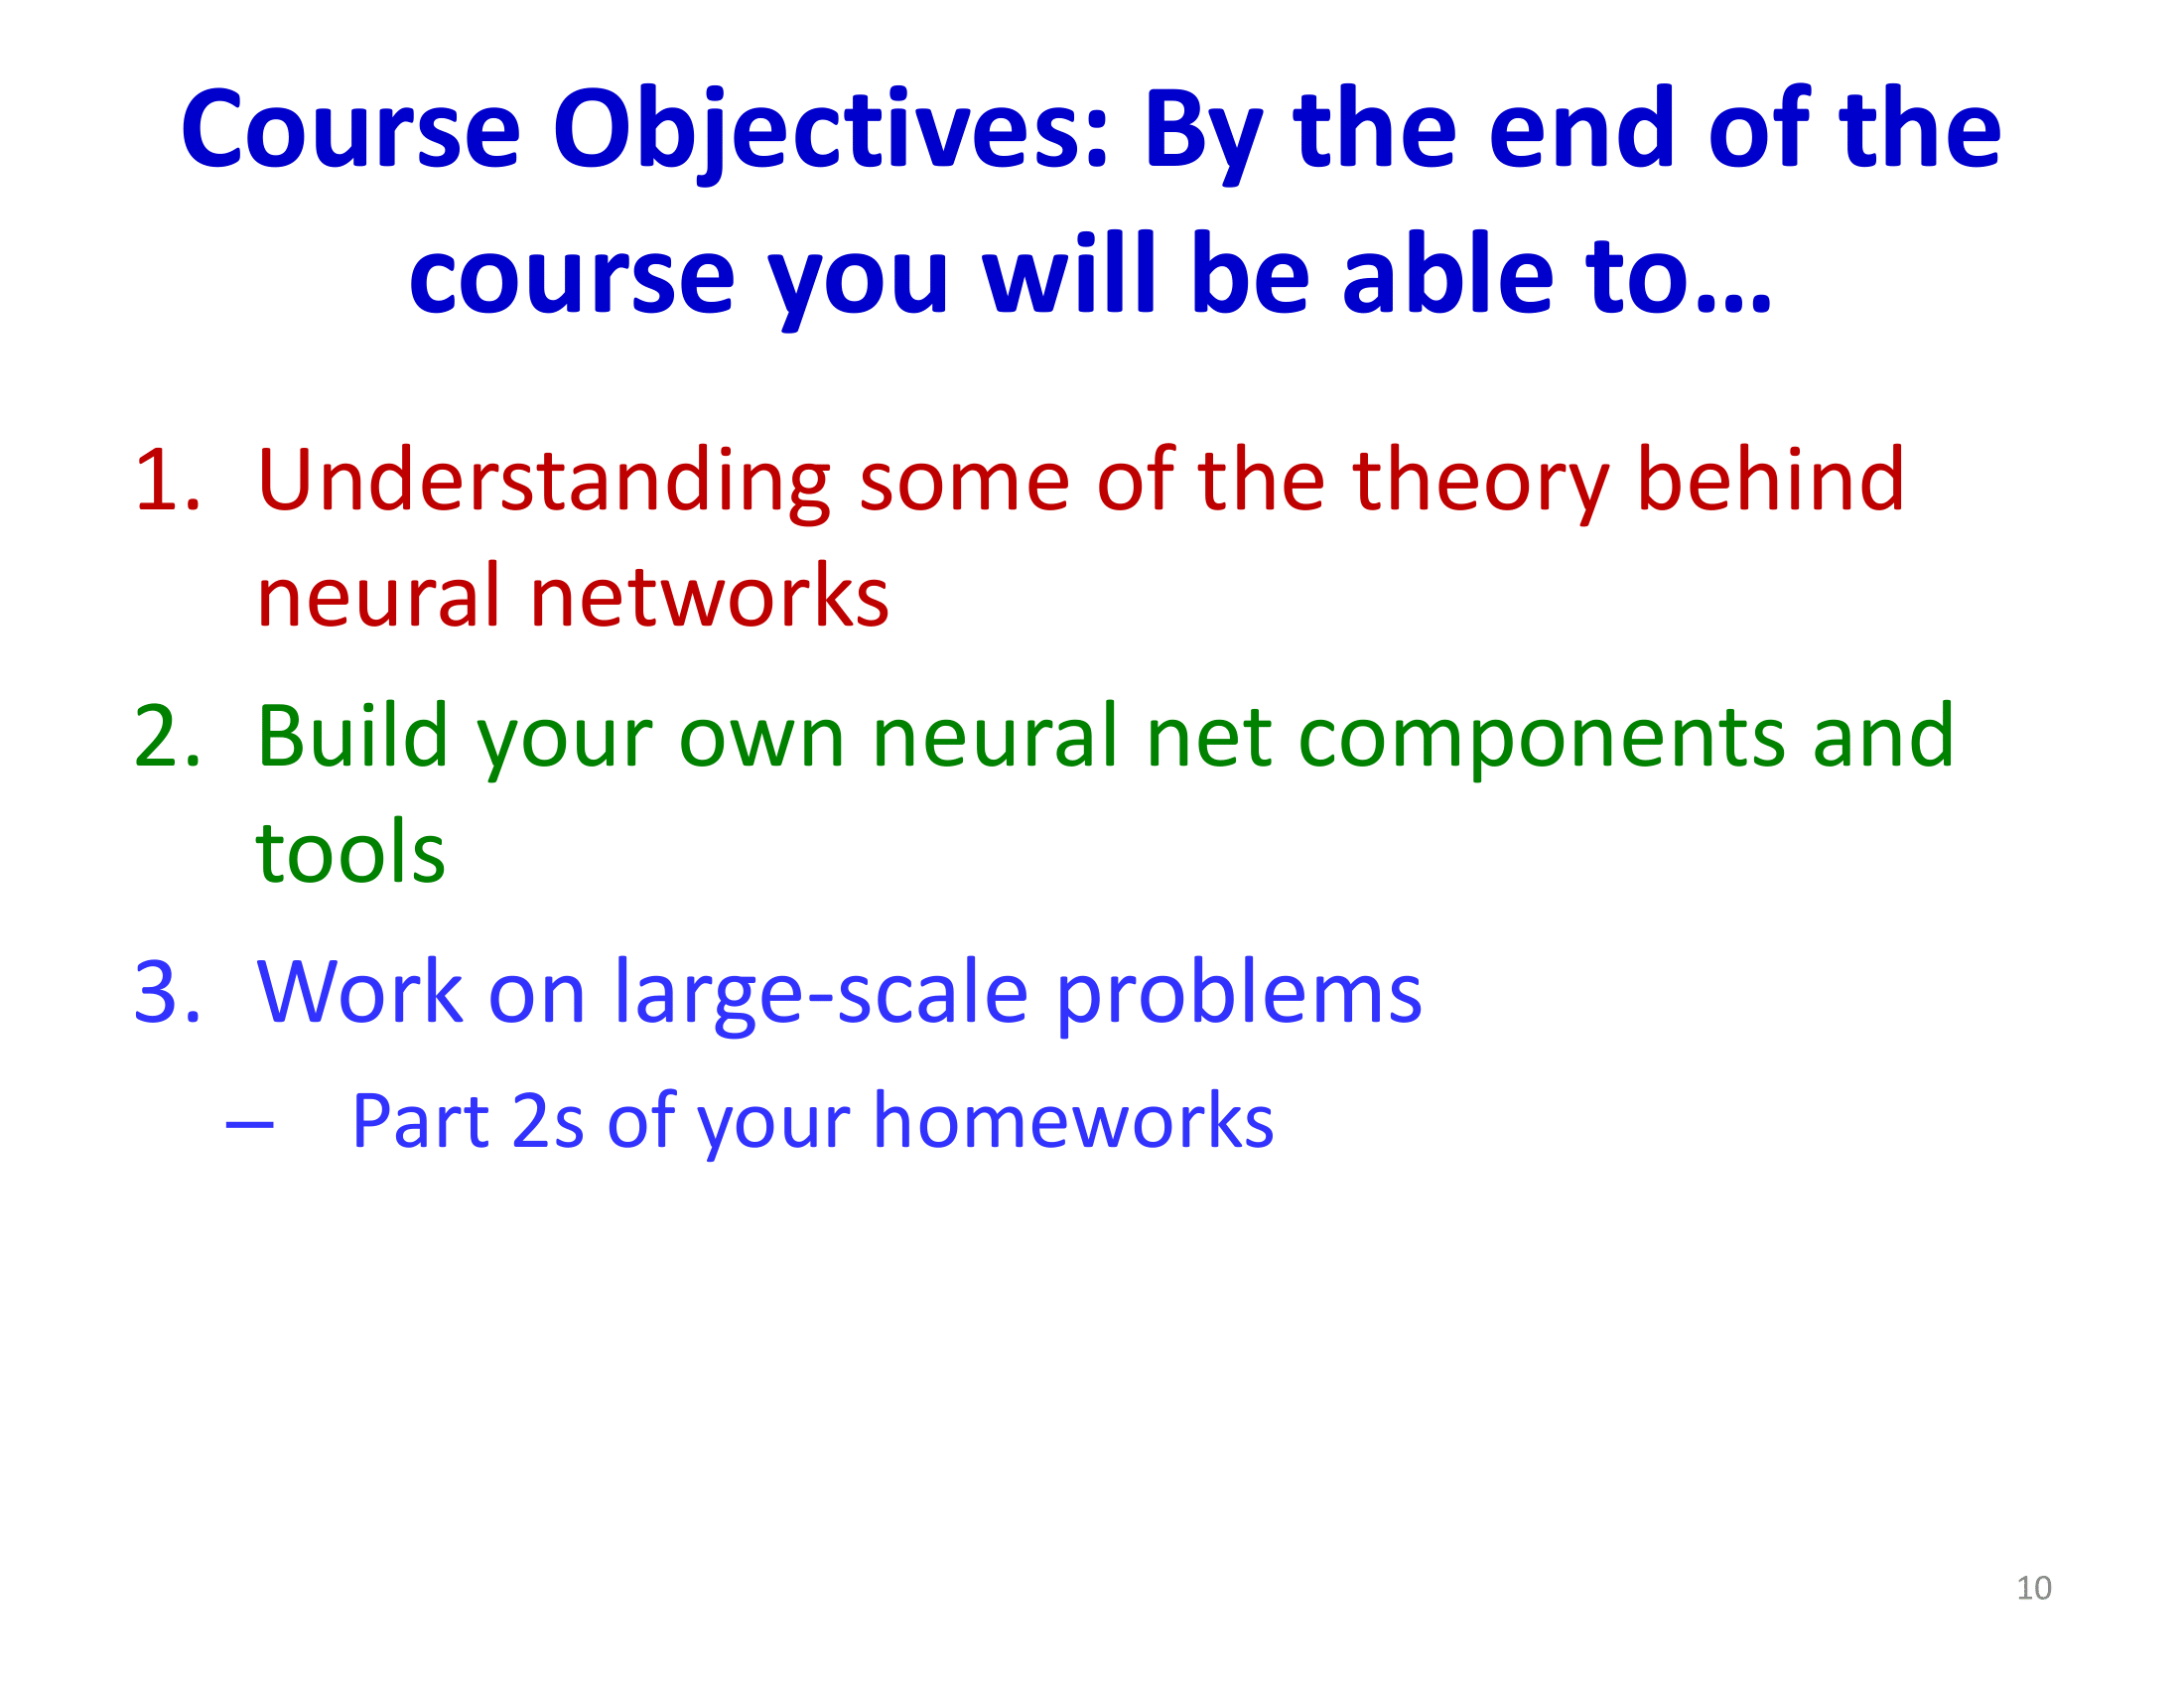 Course Objectives: By the end of the
course you will be able to…
1. Understanding some of the theory behind
neural networks
2. Build your own neural net components and
tools
3. Work on large-scale problems
– Part 2s of your homeworks
10